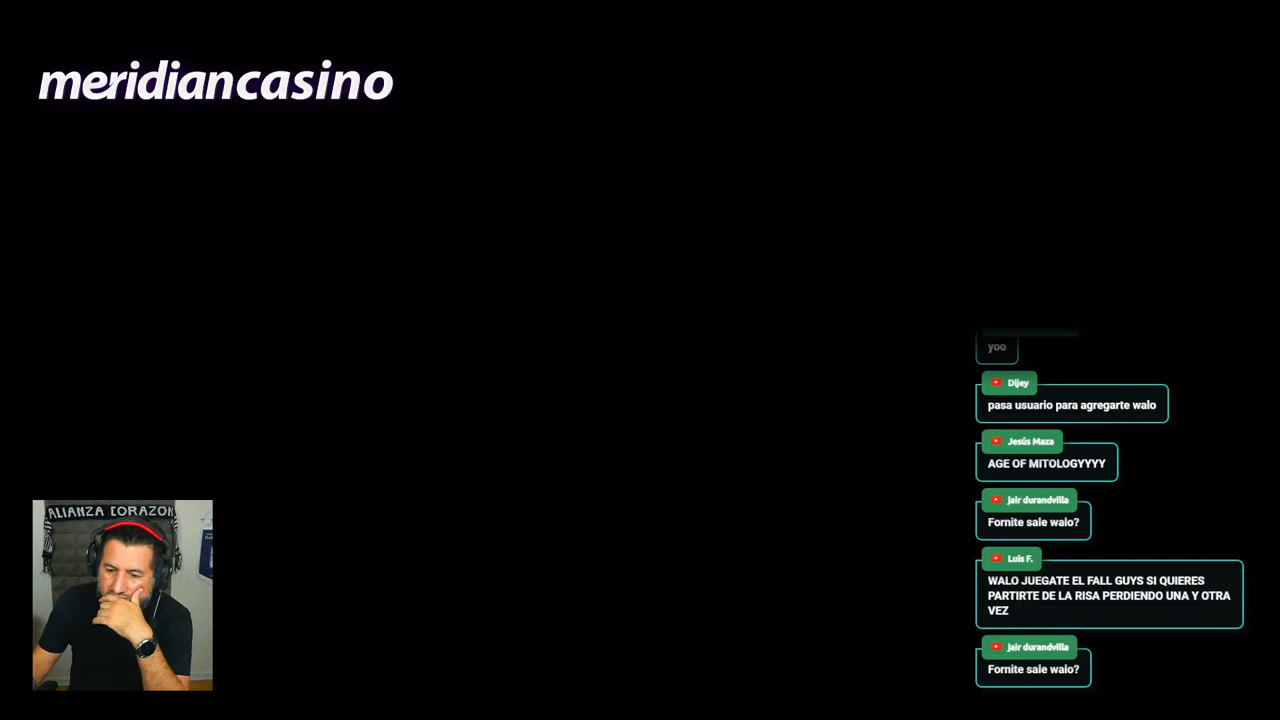 meridiancasino
yoo
Dijey
pasa usuario para agregarte walo
Jesús Maza
AGE OF MITOLOGYYYY
jair durandvilla
Fornite sale walo?
Luis F.
WALO JUEGATE EL FALL GUYS SI QUIERES
PARTIRTE DE LA RISA PERDIENDO UNA Y OTRA
VEZ
jair durandvilla
Fornite sale walo?
ALIANZA CORAZON